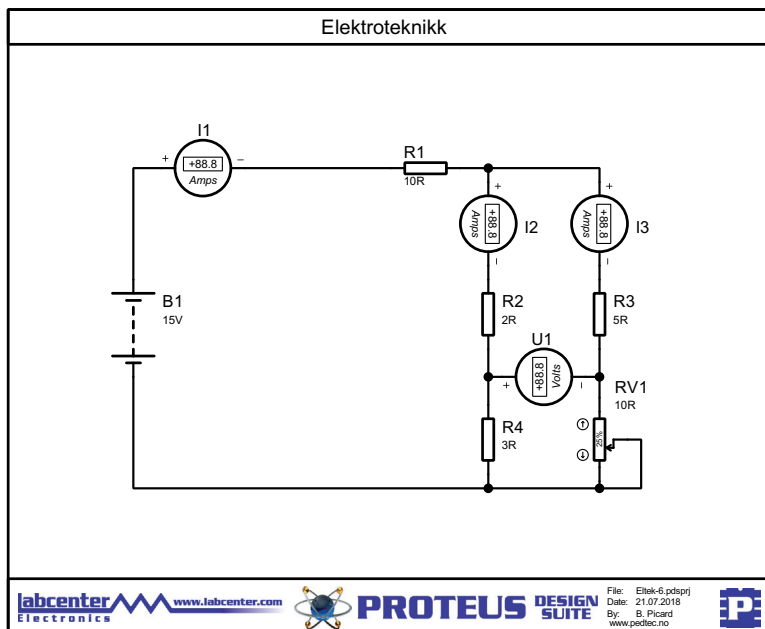 Elektroteknikk
I1
+ +88.8 −
Amps
R1
10R
+ +
+88.8
Amps
I2
+88.8
Amps
I3
− −
B1
15V
R2
2R
R3
5R
U1
+ +88.8 −
Volts
RV1
10R
R4
3R
25%
labcenter www.labcenter.com
Electronics
PROTEUS DESIGN SUITE
File: Eltek-6.pdsprj
Date: 21.07.2018
By: B. Picard
www.pedtec.no
P